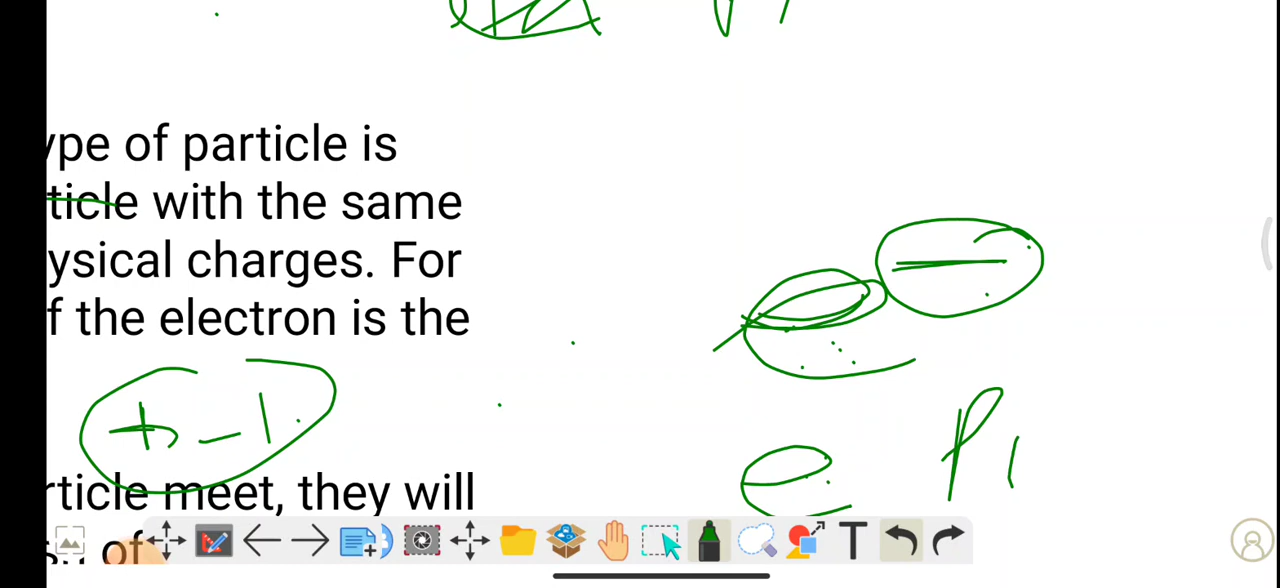 ype of particle is
ticle with the same
ysical charges. For
f the electron is the
e –
e P
rticle meet, they will
of
T